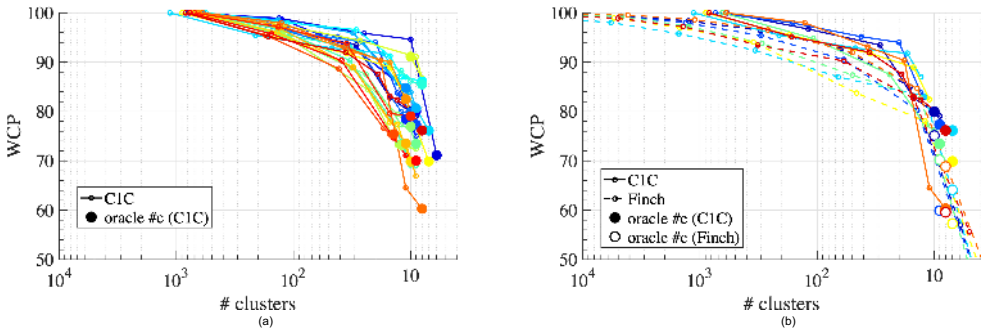 100
90
80
70
60
50
WCP
C1C
oracle #c (C1C)
10^4
10^3
10^2
10
# clusters
(a)
100
90
80
70
60
50
WCP
C1C
Finch
oracle #c (C1C)
oracle #c (Finch)
10^4
10^3
10^2
10
# clusters
(b)